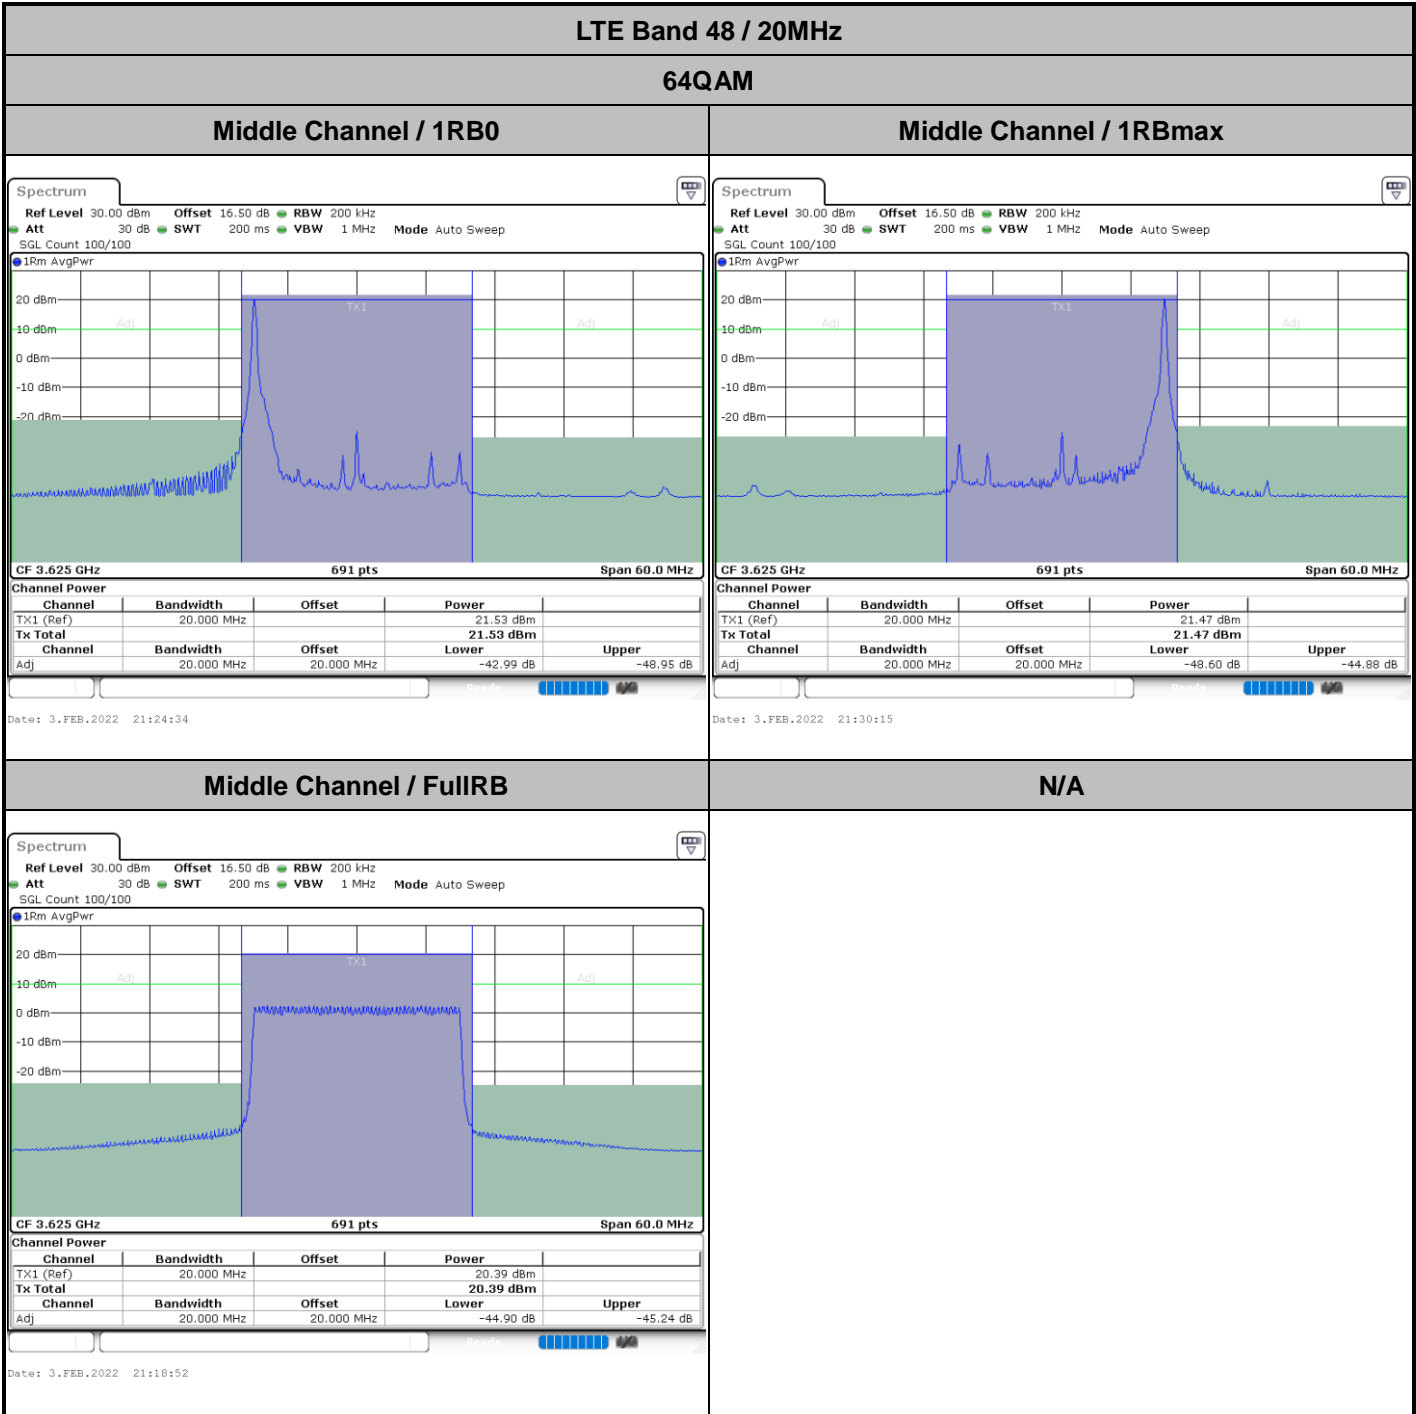 LTE Band 48 / 20MHz
64QAM
Middle Channel / 1RB0
Middle Channel / 1RBmax
Spectrum
Ref Level 30.00 dBm Offset 16.50 dB RBW 200 kHz
Att 30 dB SWT 200 ms VBW 1 MHz Mode Auto Sweep
SGL Count 100/100
1Rm AvgPwr
TX1
Adj
Adj
20 dBm
10 dBm
0 dBm
-10 dBm
-20 dBm
CF 3.625 GHz 691 pts Span 60.0 MHz
Channel Power
Channel Bandwidth Offset Power
TX1 (Ref) 20.000 MHz 21.53 dBm
Tx Total 21.53 dBm
Channel Bandwidth Offset Lower Upper
Adj 20.000 MHz 20.000 MHz -42.99 dB -48.95 dB
Ready
Date: 3.FEB.2022 21:24:34
Spectrum
Ref Level 30.00 dBm Offset 16.50 dB RBW 200 kHz
Att 30 dB SWT 200 ms VBW 1 MHz Mode Auto Sweep
SGL Count 100/100
1Rm AvgPwr
TX1
Adj
Adj
20 dBm
10 dBm
0 dBm
-10 dBm
-20 dBm
CF 3.625 GHz 691 pts Span 60.0 MHz
Channel Power
Channel Bandwidth Offset Power
TX1 (Ref) 20.000 MHz 21.47 dBm
Tx Total 21.47 dBm
Channel Bandwidth Offset Lower Upper
Adj 20.000 MHz 20.000 MHz -48.60 dB -44.88 dB
Ready
Date: 3.FEB.2022 21:30:15
Middle Channel / FullRB
N/A
Spectrum
Ref Level 30.00 dBm Offset 16.50 dB RBW 200 kHz
Att 30 dB SWT 200 ms VBW 1 MHz Mode Auto Sweep
SGL Count 100/100
1Rm AvgPwr
TX1
Adj
Adj
20 dBm
10 dBm
0 dBm
-10 dBm
-20 dBm
CF 3.625 GHz 691 pts Span 60.0 MHz
Channel Power
Channel Bandwidth Offset Power
TX1 (Ref) 20.000 MHz 20.39 dBm
Tx Total 20.39 dBm
Channel Bandwidth Offset Lower Upper
Adj 20.000 MHz 20.000 MHz -44.90 dB -45.24 dB
Ready
Date: 3.FEB.2022 21:18:52